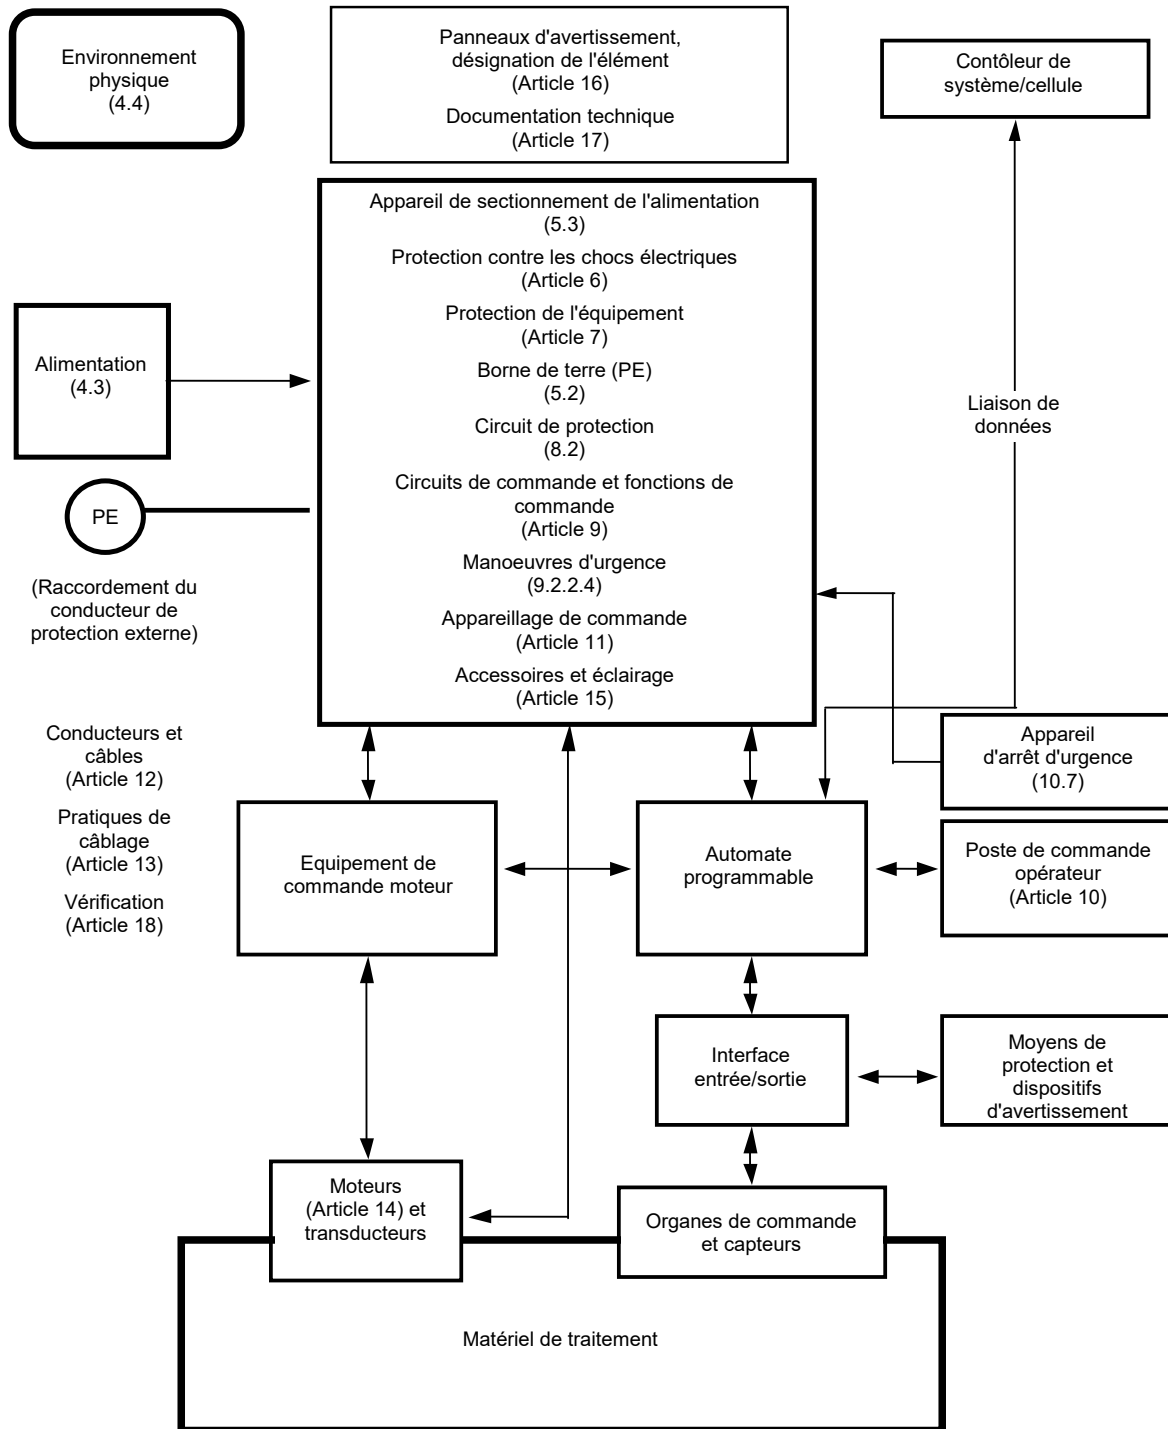 Environnement
physique
(4.4)
Panneaux d'avertissement,
désignation de l'élément
(Article 16)
Documentation technique
(Article 17)
Contôleur de
système/cellule
Appareil de sectionnement de l'alimentation
(5.3)
Protection contre les chocs électriques
(Article 6)
Protection de l'équipement
(Article 7)
Borne de terre (PE)
(5.2)
Circuit de protection
(8.2)
Circuits de commande et fonctions de
commande
(Article 9)
Manoeuvres d'urgence
(9.2.2.4)
Appareillage de commande
(Article 11)
Accessoires et éclairage
(Article 15)
Alimentation
(4.3)
PE
(Raccordement du
conducteur de
protection externe)
Liaison de
données
Conducteurs et
câbles
(Article 12)
Pratiques de
câblage
(Article 13)
Vérification
(Article 18)
Equipement de
commande moteur
Automate
programmable
Appareil
d'arrêt d'urgence
(10.7)
Poste de commande
opérateur
(Article 10)
Interface
entrée/sortie
Moyens de
protection et
dispositifs
d'avertissement
Moteurs
(Article 14) et
transducteurs
Organes de commande
et capteurs
Matériel de traitement